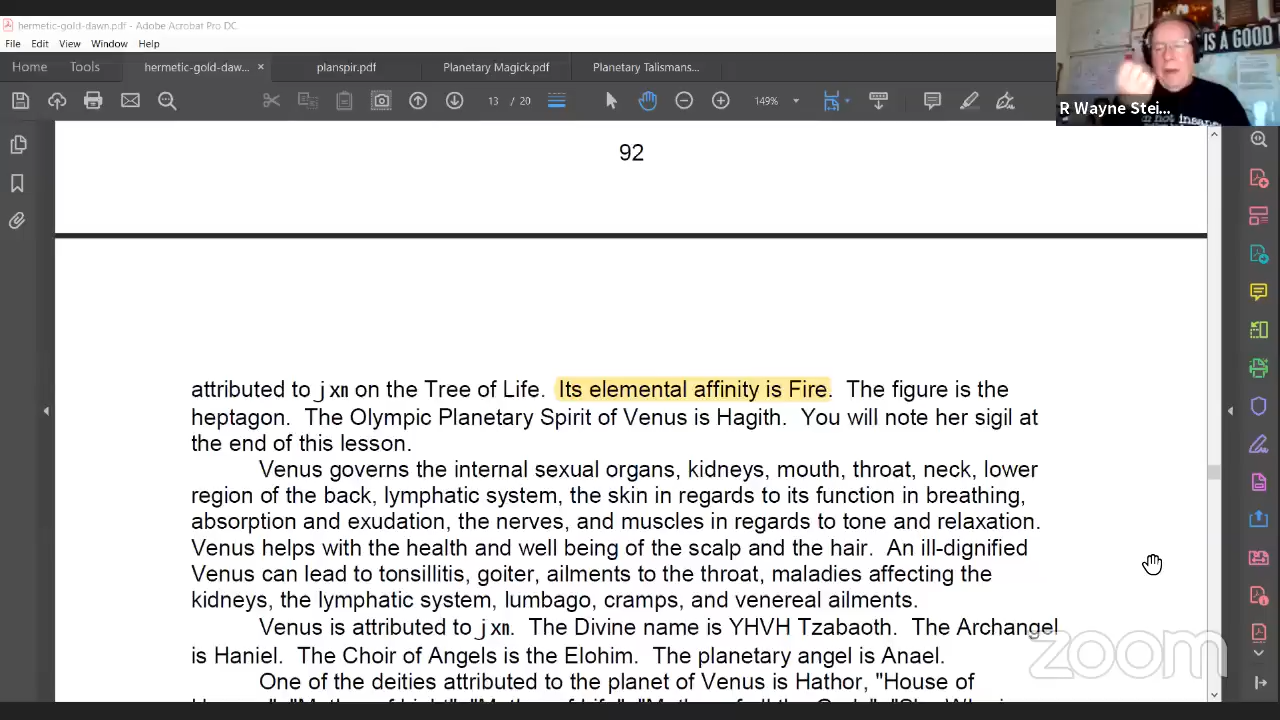 hermetic-gold-dawn.pdf - Adobe Acrobat Pro DC
File Edit View Window Help
Home Tools hermetic-gold-daw... × planspir.pdf Planetary Magick.pdf Planetary Talismans...
13 / 20 149%
IS A GOOD
R Wayne Stei...
I'm not insane
92
attributed to jxn on the Tree of Life. Its elemental affinity is Fire. The figure is the
heptagon. The Olympic Planetary Spirit of Venus is Hagith. You will note her sigil at
the end of this lesson.
Venus governs the internal sexual organs, kidneys, mouth, throat, neck, lower
region of the back, lymphatic system, the skin in regards to its function in breathing,
absorption and exudation, the nerves, and muscles in regards to tone and relaxation.
Venus helps with the health and well being of the scalp and the hair. An ill-dignified
Venus can lead to tonsillitis, goiter, ailments to the throat, maladies affecting the
kidneys, the lymphatic system, lumbago, cramps, and venereal ailments.
Venus is attributed to jxn. The Divine name is YHVH Tzabaoth. The Archangel
is Haniel. The Choir of Angels is the Elohim. The planetary angel is Anael.
One of the deities attributed to the planet of Venus is Hathor, "House of
zoom